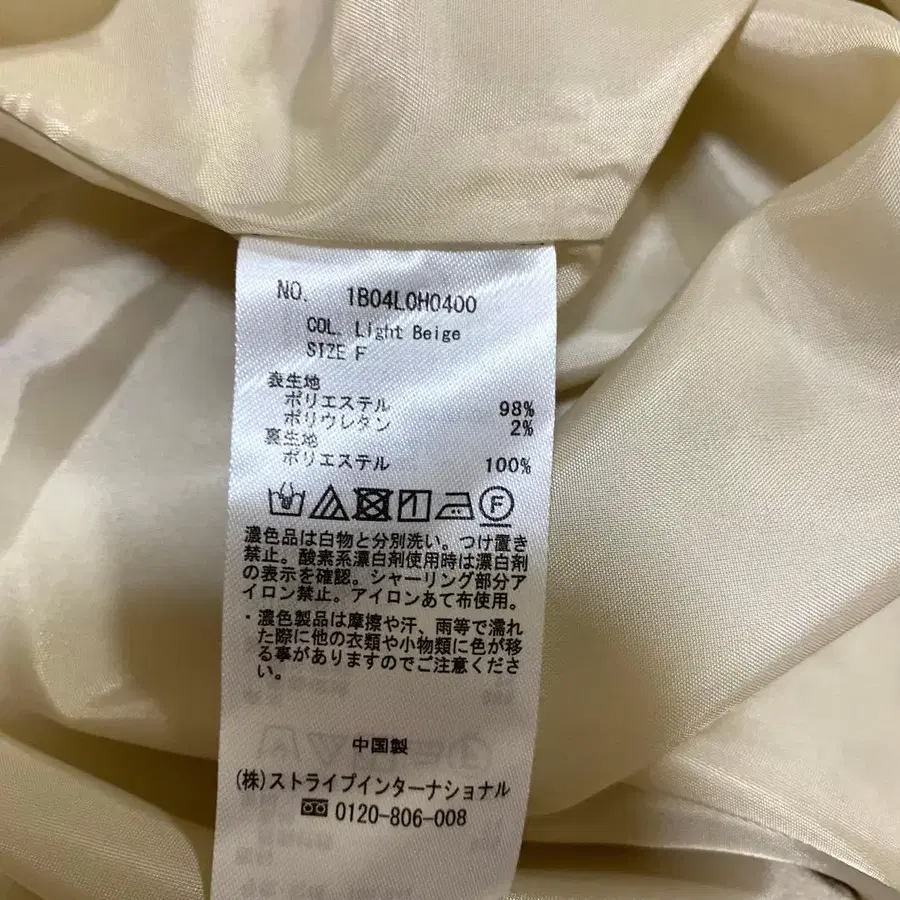 NO. 1B04L0H0400
COL. Light Beige
SIZE F
表生地
ポリエステル 98%
ポリウレタン 2%
裏生地
ポリエステル 100%
F
濃色品は白物と分別洗い。つけ置き
禁止。酸素系漂白剤使用時は漂白剤
の表示を確認。シャーリング部分ア
イロン禁止。アイロンあて布使用。
・濃色製品は摩擦や汗、雨等で濡れ
た際に他の衣類や小物類に色が移
る事がありますのでご注意くださ
い。
中国製
(株)ストライプインターナショナル
0120-806-008